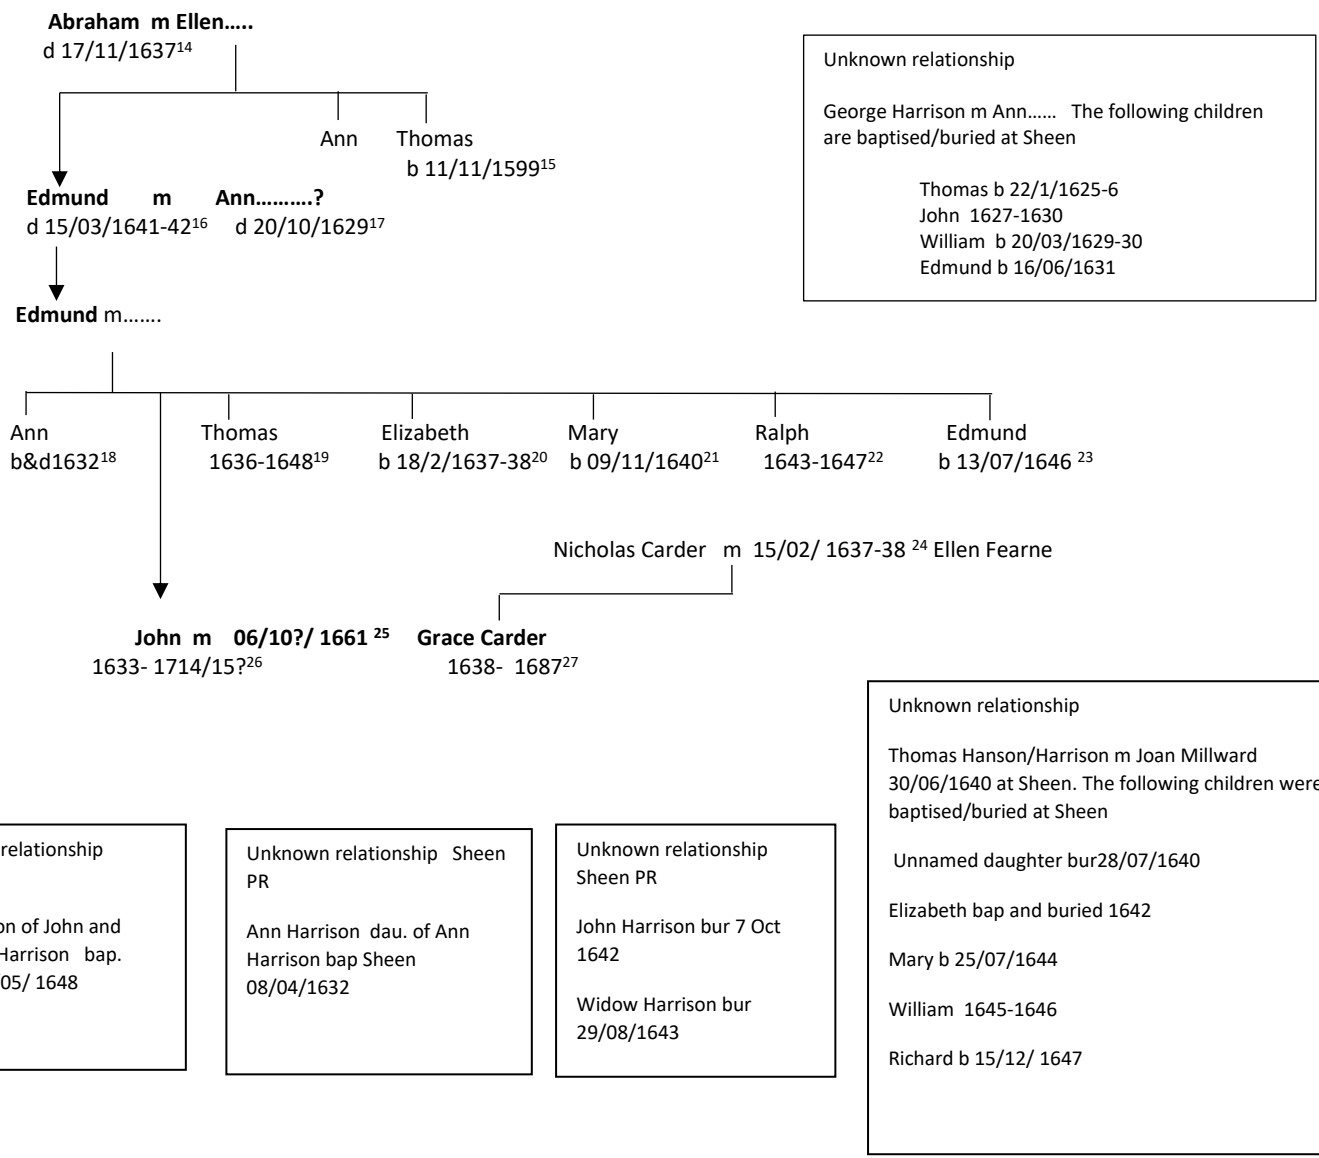 Abraham m Ellen…..
d 17/11/1637¹⁴
Ann Thomas
b 11/11/1599¹⁵
Edmund m Ann……….?
d 15/03/1641-42¹⁶ d 20/10/1629¹⁷
Edmund m…….
Unknown relationship
George Harrison m Ann…… The following children
are baptised/buried at Sheen
Thomas b 22/1/1625-6
John 1627-1630
William b 20/03/1629-30
Edmund b 16/06/1631
Ann Thomas Elizabeth Mary Ralph Edmund
b&d1632¹⁸ 1636-1648¹⁹ b 18/2/1637-38²⁰ b 09/11/1640²¹ 1643-1647²² b 13/07/1646 ²³
Nicholas Carder m 15/02/ 1637-38 ²⁴ Ellen Fearne
John m 06/10?/ 1661 ²⁵ Grace Carder
1633- 1714/15?²⁶ 1638- 1687²⁷
relationship
on of John and
Harrison bap.
05/ 1648
Unknown relationship Sheen
PR
Ann Harrison dau. of Ann
Harrison bap Sheen
08/04/1632
Unknown relationship
Sheen PR
John Harrison bur 7 Oct
1642
Widow Harrison bur
29/08/1643
Unknown relationship
Thomas Hanson/Harrison m Joan Millward
30/06/1640 at Sheen. The following children were
baptised/buried at Sheen
Unnamed daughter bur28/07/1640
Elizabeth bap and buried 1642
Mary b 25/07/1644
William 1645-1646
Richard b 15/12/ 1647